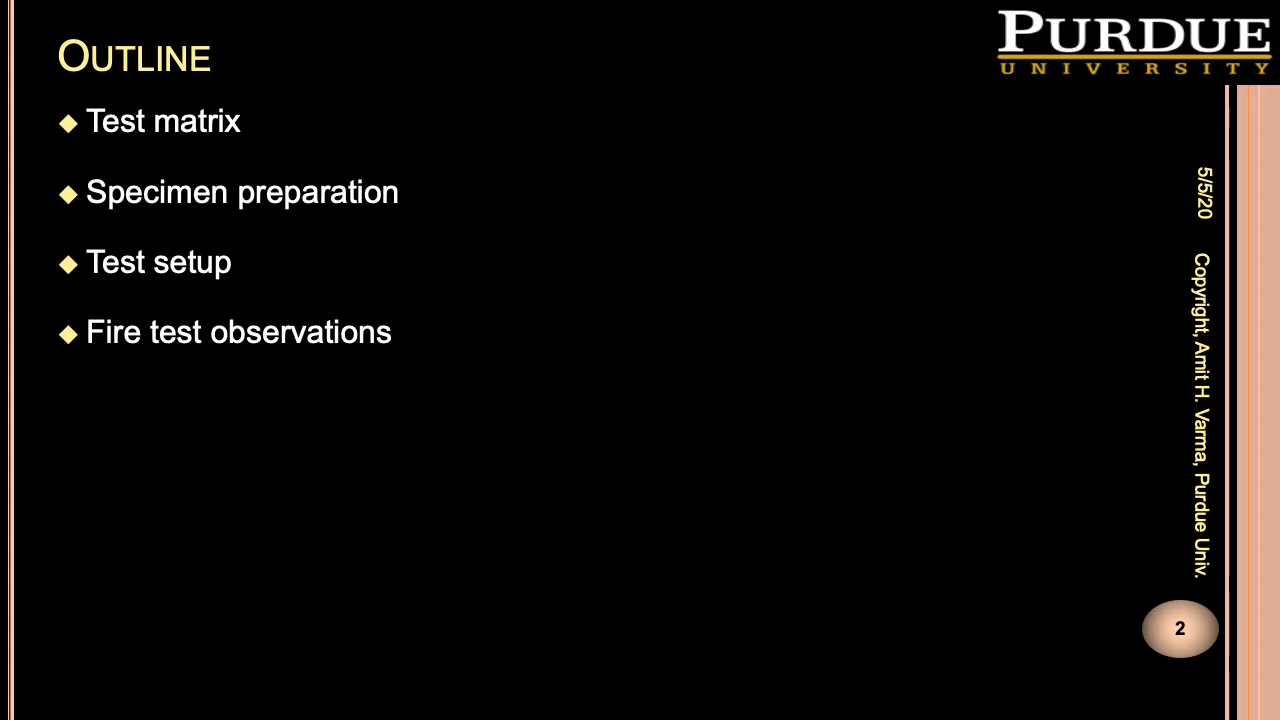 OUTLINE
PURDUE
UNIVERSITY
◆ Test matrix
◆ Specimen preparation
◆ Test setup
◆ Fire test observations
5/5/20
Copyright, Amit H. Varma, Purdue Univ.
2